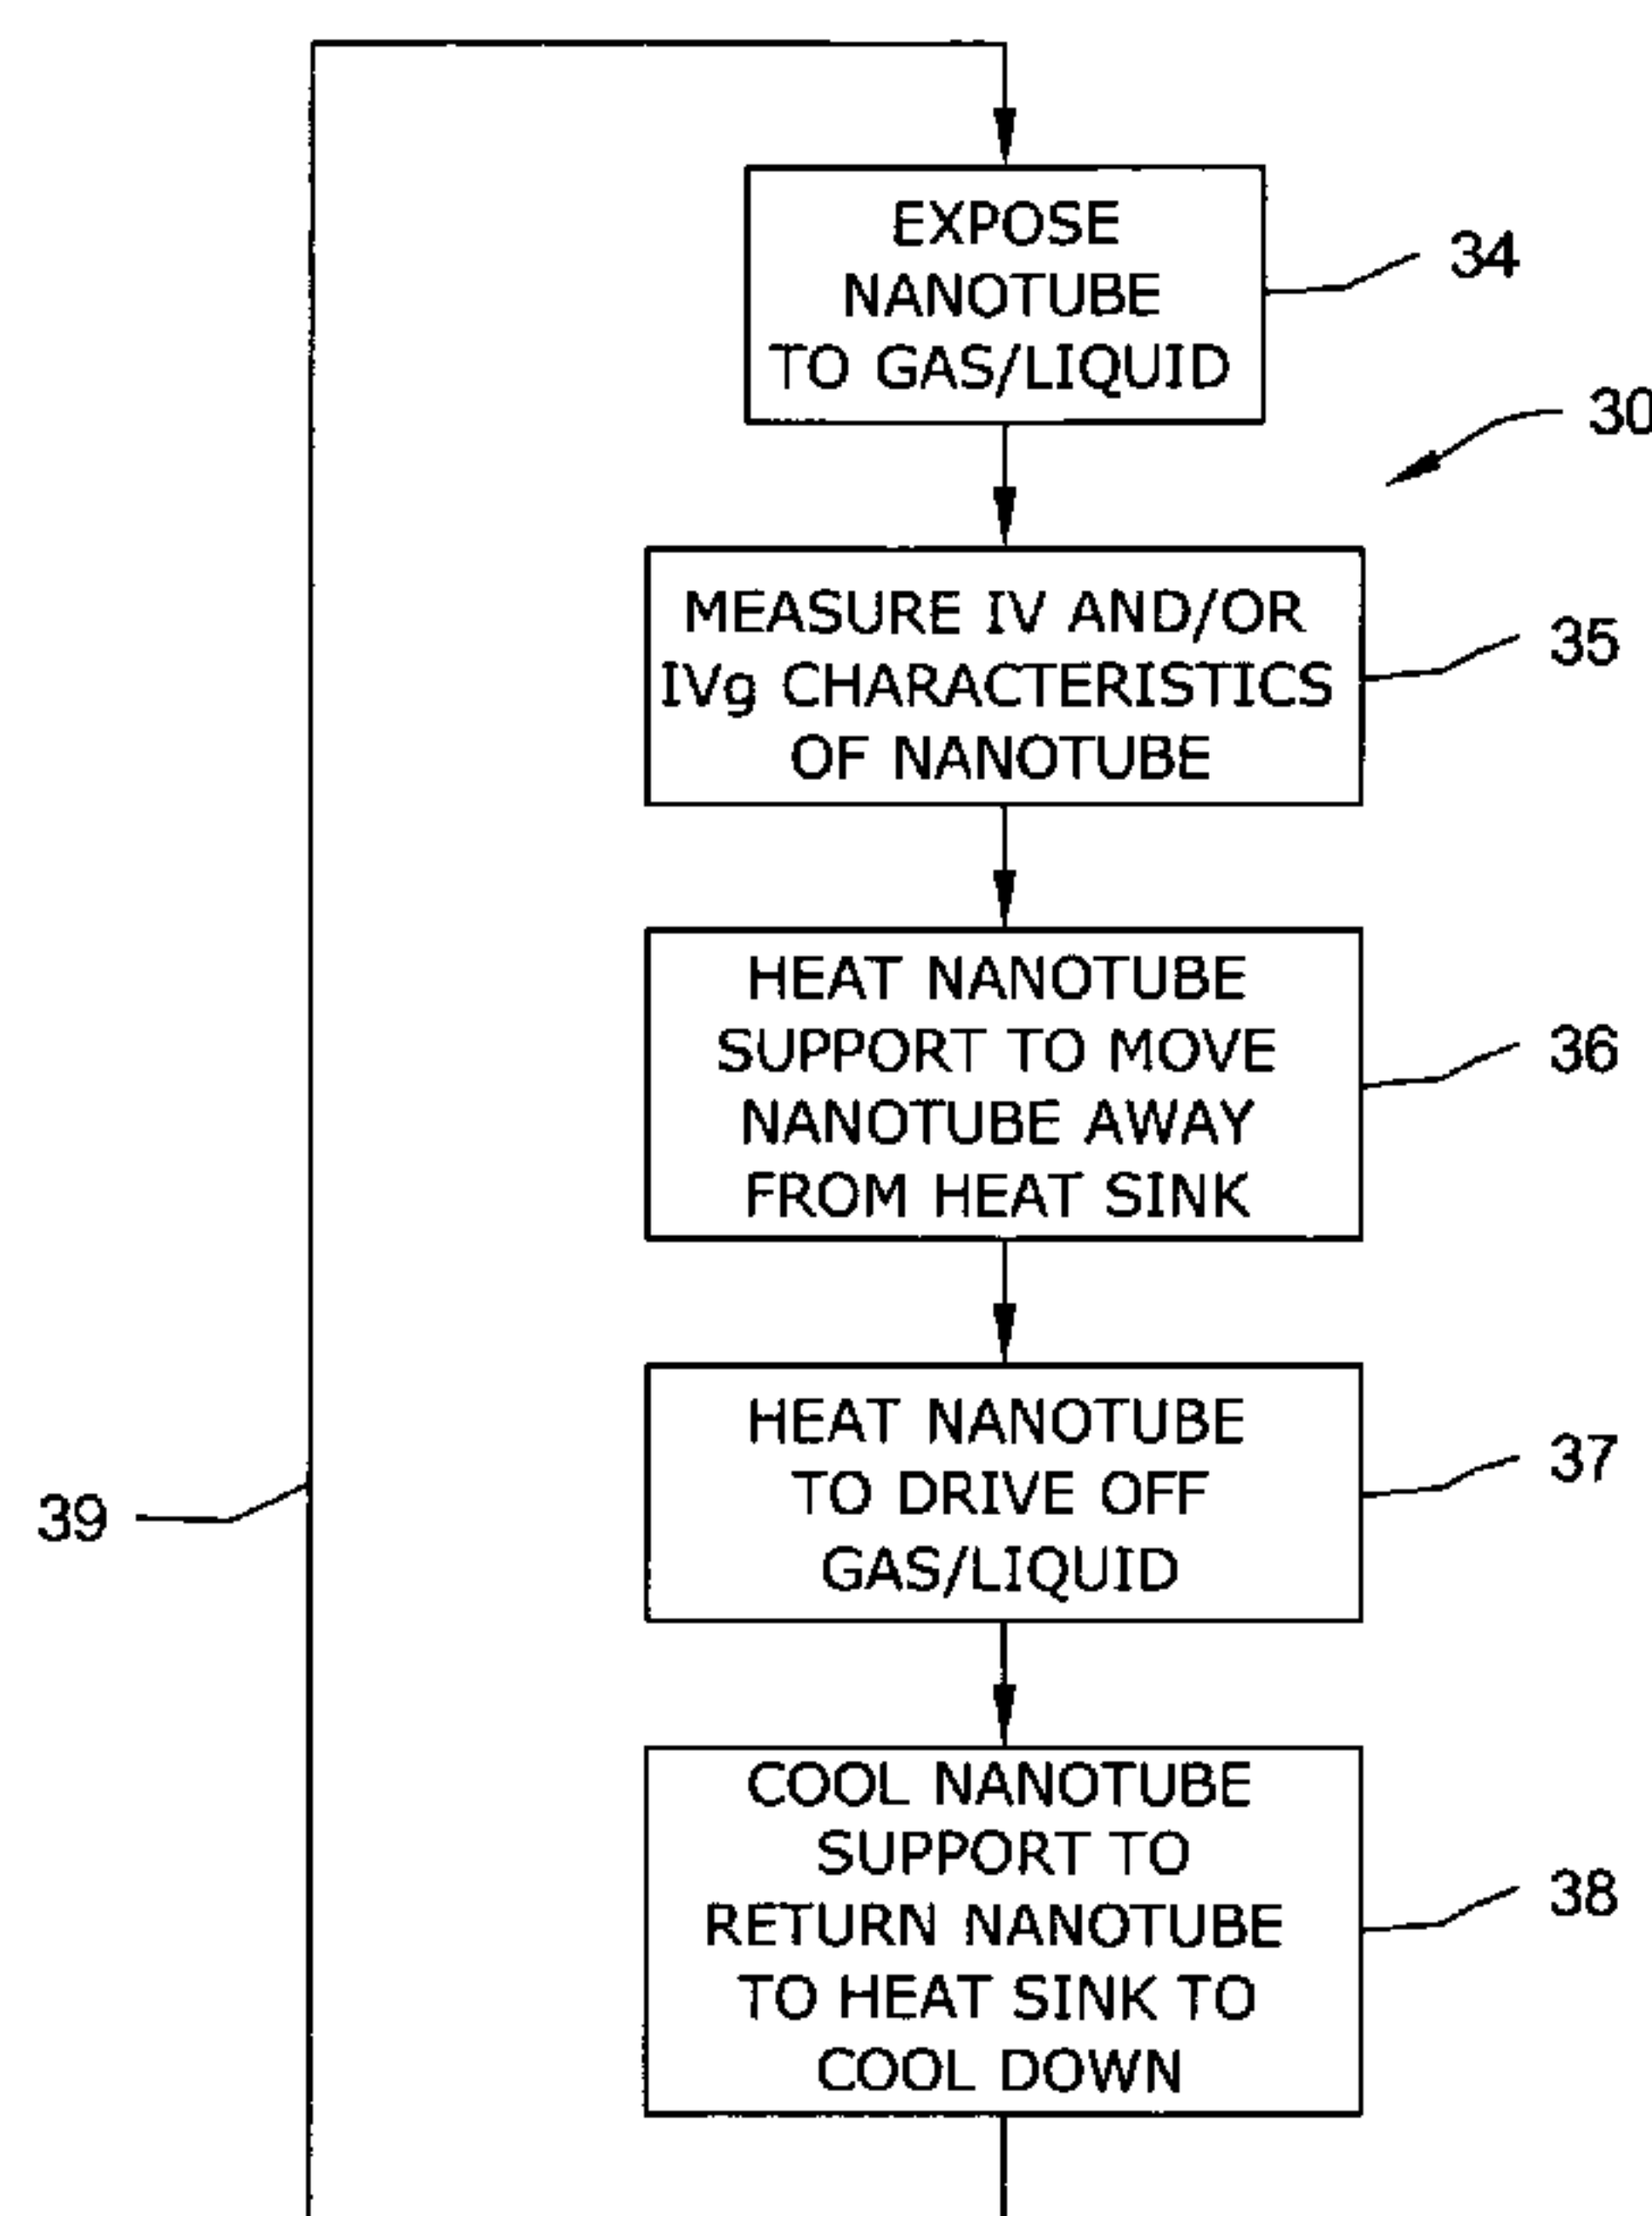 EXPOSE
NANOTUBE
TO GAS/LIQUID
34
30
MEASURE IV AND/OR
IVg CHARACTERISTICS
OF NANOTUBE
35
HEAT NANOTUBE
SUPPORT TO MOVE
NANOTUBE AWAY
FROM HEAT SINK
36
HEAT NANOTUBE
TO DRIVE OFF
GAS/LIQUID
37
39
COOL NANOTUBE
SUPPORT TO
RETURN NANOTUBE
TO HEAT SINK TO
COOL DOWN
38